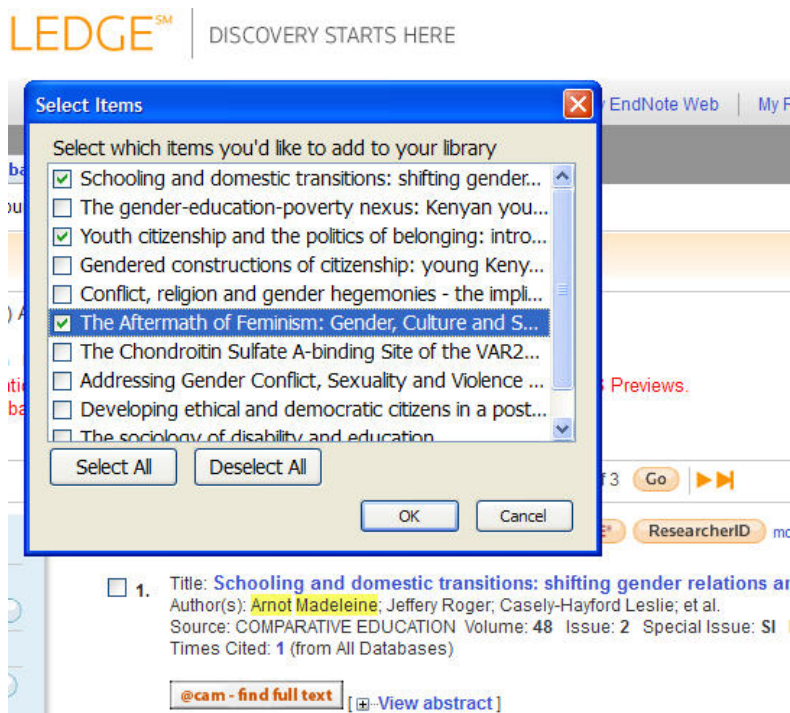 LEDGE℠ DISCOVERY STARTS HERE
Select Items
EndNote Web
Select which items you'd like to add to your library
Schooling and domestic transitions: shifting gender...
The gender-education-poverty nexus: Kenyan you...
Youth citizenship and the politics of belonging: intro...
Gendered constructions of citizenship: young Keny...
Conflict, religion and gender hegemonies - the impli...
The Aftermath of Feminism: Gender, Culture and S...
The Chondroitin Sulfate A-binding Site of the VAR2...
Addressing Gender Conflict, Sexuality and Violence ...
Previews.
Developing ethical and democratic citizens in a post...
The sociology of disability and education
Select All Deselect All
of 3 Go
OK Cancel
ResearcherID
1. Title: Schooling and domestic transitions: shifting gender relations
Author(s): Arnot Madeleine; Jeffery Roger; Casely-Hayford Leslie; et al.
Source: COMPARATIVE EDUCATION Volume: 48 Issue: 2 Special Issue: SI
Times Cited: 1 (from All Databases)
@cam - find full text [ View abstract ]